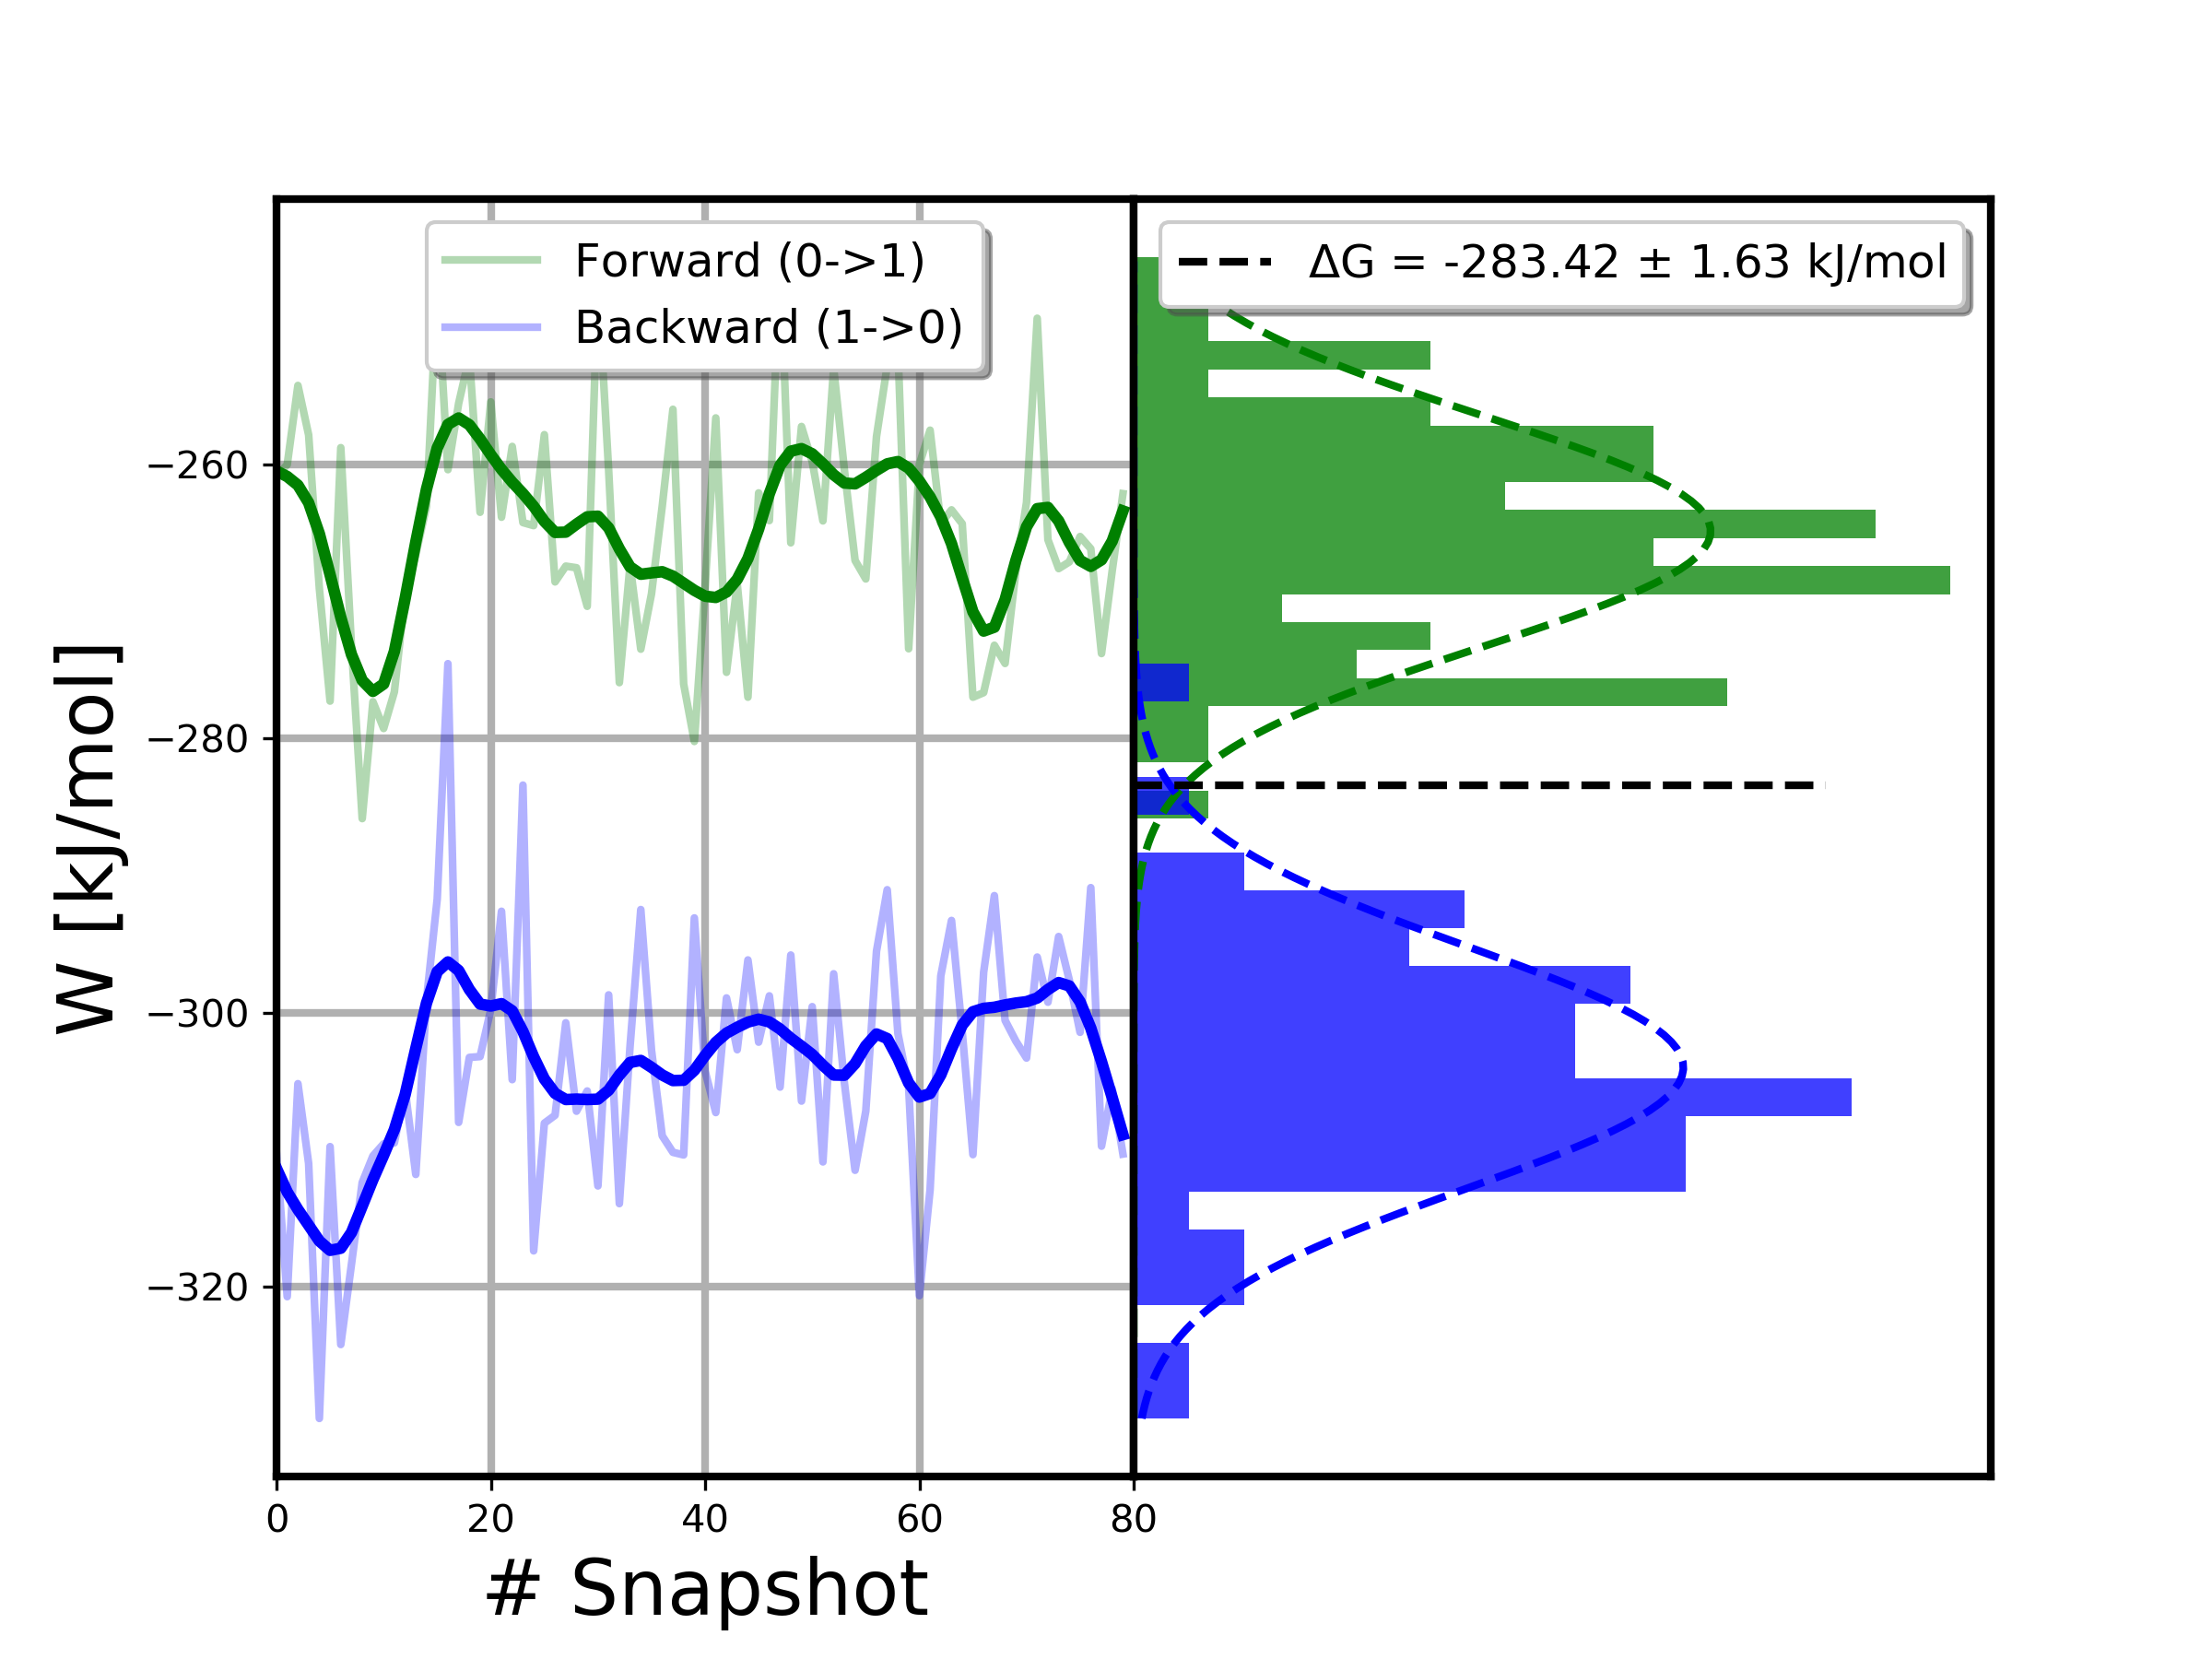 Forward (0->1)
Backward (1->0)
ΔG = -283.42 ± 1.63 kJ/mol
W [kJ/mol]
−260
−280
−300
−320
0
20
40
60
80
# Snapshot